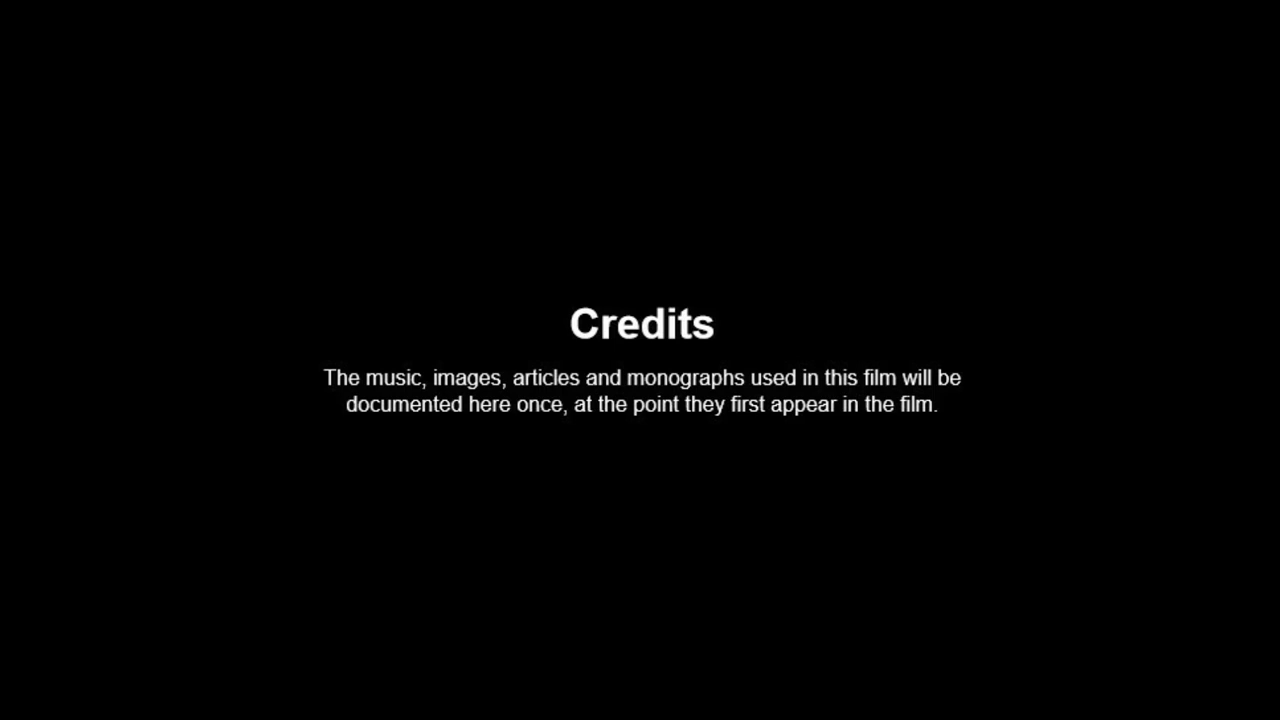 Credits
The music, images, articles and monographs used in this film will be
documented here once, at the point they first appear in the film.